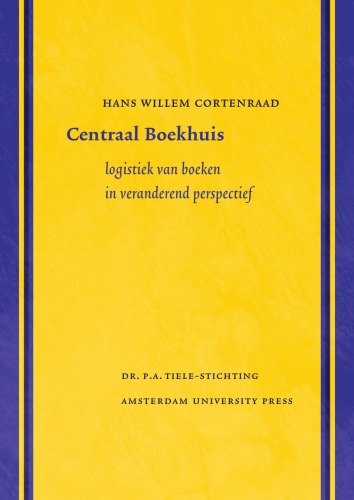 HANS WILLEM CORTENRAAD
Centraal Boekhuis
logistiek van boeken
in veranderend perspectief
DR. P.A. TIELE-STICHTING
AMSTERDAM UNIVERSITY PRESS